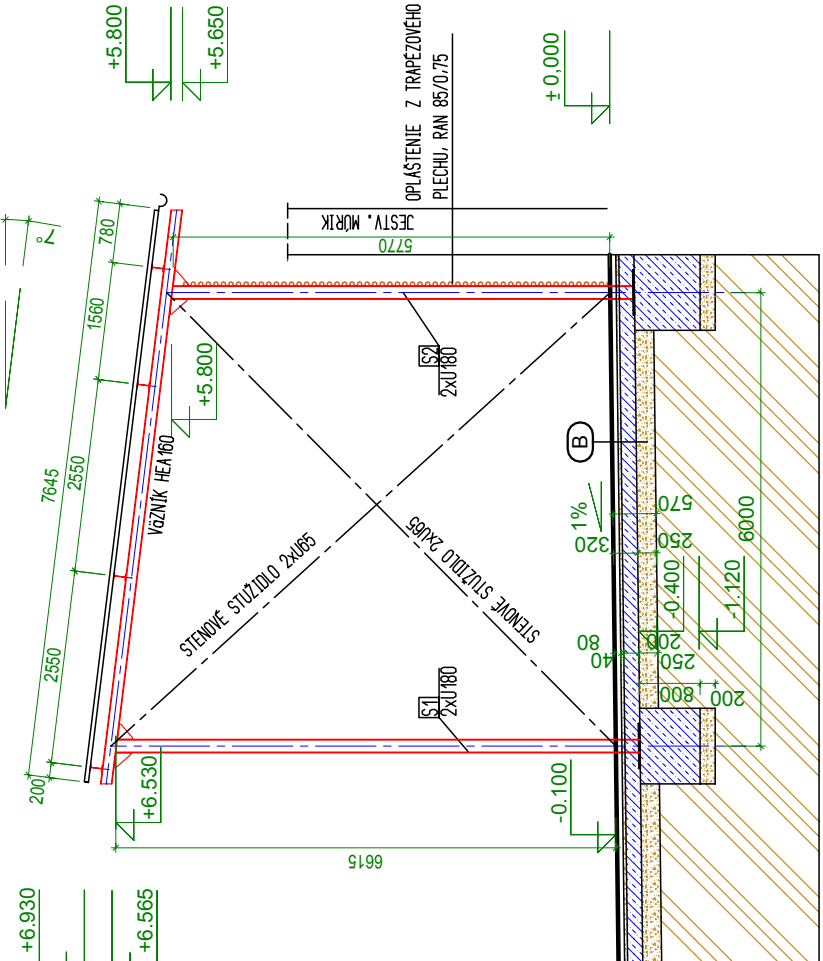 +5.800
+5.650
7°
780
1560
2550
7645
2550
200
VäZNÍK HEA160
+5.800
OPLÁŠTENIE Z TRAPÉZOVÉHO
PLECHU, RAN 85/0,75
± 0,000
JESTV. MÚRIK
5770
S2
2xU180
B
STENOVÉ STUŽIDLO 2xU65
STENOVÉ STUŽIDLO 2xU65
1%
320
570
250
6000
-0.400
-1.120
80
40
200
250
800
200
S1
2xU180
+6.530
-0.100
6615
+6.930
+6.565